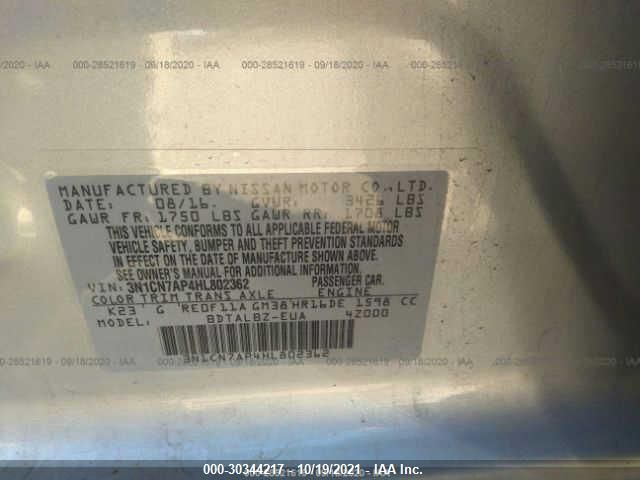 000-28521619 - 09/18/2020 - IAA
MANUFACTURED BY NISSAN MOTOR CO.,LTD.
DATE: 08/16. GVWR: 3426 LBS
GAWR FR: 1750 LBS GAWR RR: 1708 LBS
THIS VEHICLE CONFORMS TO ALL APPLICABLE FEDERAL MOTOR
VEHICLE SAFETY, BUMPER AND THEFT PREVENTION STANDARDS
IN EFFECT ON THE DATE OF MANUFACTURE SHOWN ABOVE.
SEE OWNER'S MANUAL FOR ADDITIONAL INFORMATION.
VIN: 3N1CN7AP4HL802362 PASSENGER CAR.
COLOR TRIM TRANS AXLE ENGINE
K23 G RE0F11A GM38 HR16DE 1598 CC
MODEL: BDTALBZ-EUA 4Z000
3N1CN7AP4HL802362
000-30344217 - 10/19/2021 - IAA Inc.